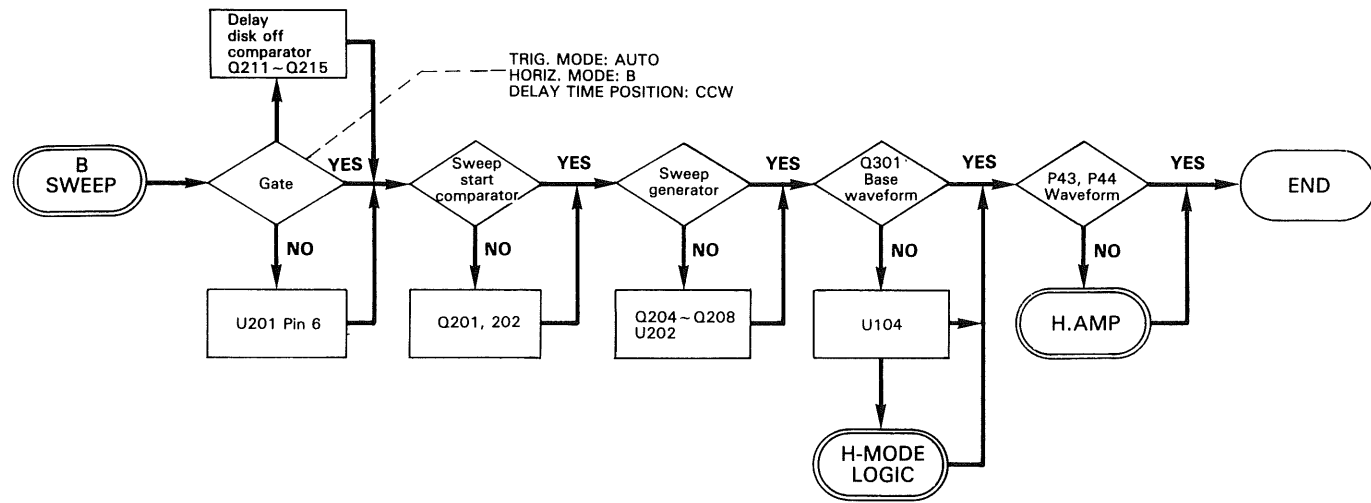 Delay
disk off
comparator
Q211~Q215
TRIG. MODE: AUTO
HORIZ. MODE: B
DELAY TIME POSITION: CCW
B
SWEEP
Gate
YES
NO
U201 Pin 6
Sweep
start
comparator
YES
NO
Q201, 202
Sweep
generator
YES
NO
Q204~Q208
U202
Q301
Base
waveform
YES
NO
U104
H-MODE
LOGIC
P43, P44
Waveform
YES
NO
H.AMP
END